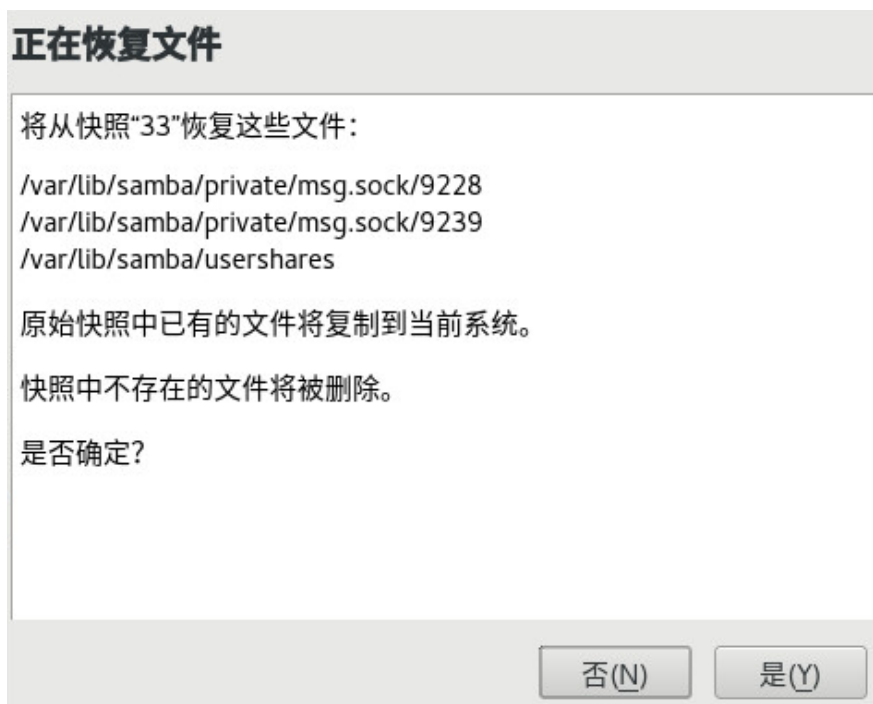 正在恢复文件
将从快照“33”恢复这些文件：
/var/lib/samba/private/msg.sock/9228
/var/lib/samba/private/msg.sock/9239
/var/lib/samba/usershares
原始快照中已有的文件将复制到当前系统。
快照中不存在的文件将被删除。
是否确定？
否(N) 是(Y)